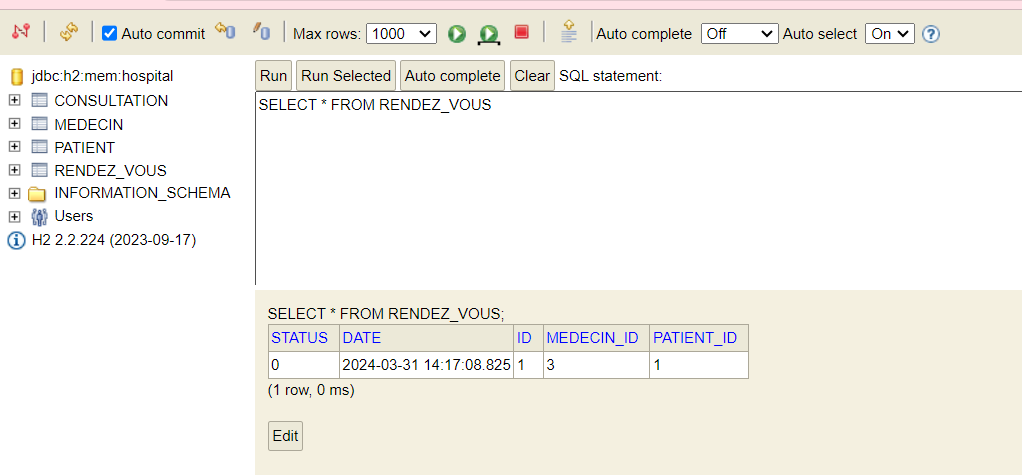 Auto commit Max rows: 1000 Auto complete Off Auto select On
jdbc:h2:mem:hospital
CONSULTATION
MEDECIN
PATIENT
RENDEZ_VOUS
INFORMATION_SCHEMA
Users
H2 2.2.224 (2023-09-17)
Run Run Selected Auto complete Clear SQL statement:
SELECT * FROM RENDEZ_VOUS
SELECT * FROM RENDEZ_VOUS;
STATUS DATE ID MEDECIN_ID PATIENT_ID
0 2024-03-31 14:17:08.825 1 3 1
(1 row, 0 ms)
Edit